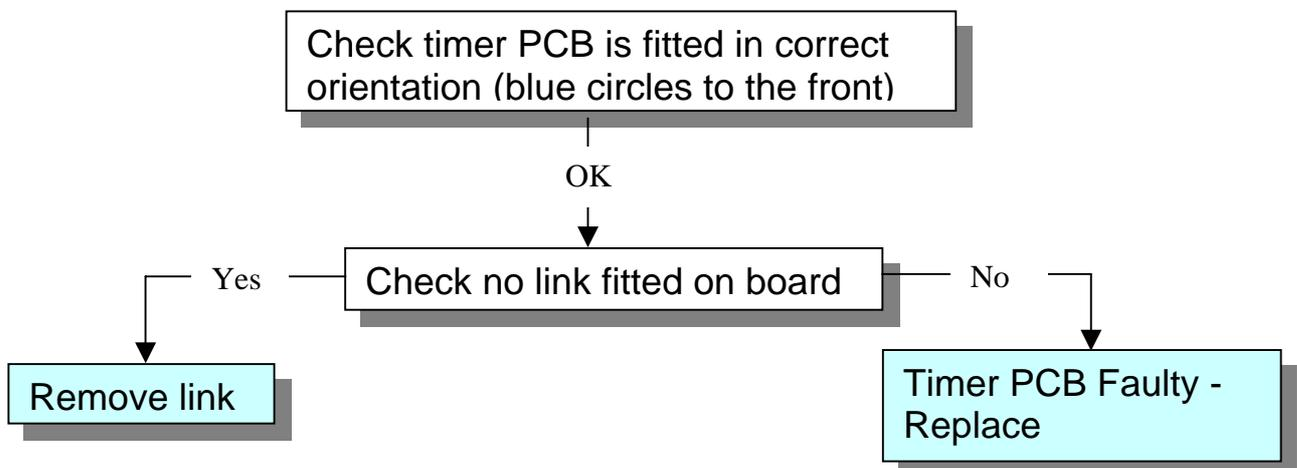 Check timer PCB is fitted in correct
orientation (blue circles to the front)
OK
Yes
Check no link fitted on board
No
Remove link
Timer PCB Faulty -
Replace